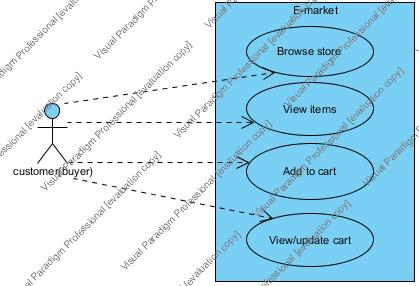 E-market
Browse store
View items
customer(buyer)
Add to cart
View/update cart
Visual Paradigm Professional [evaluation copy]